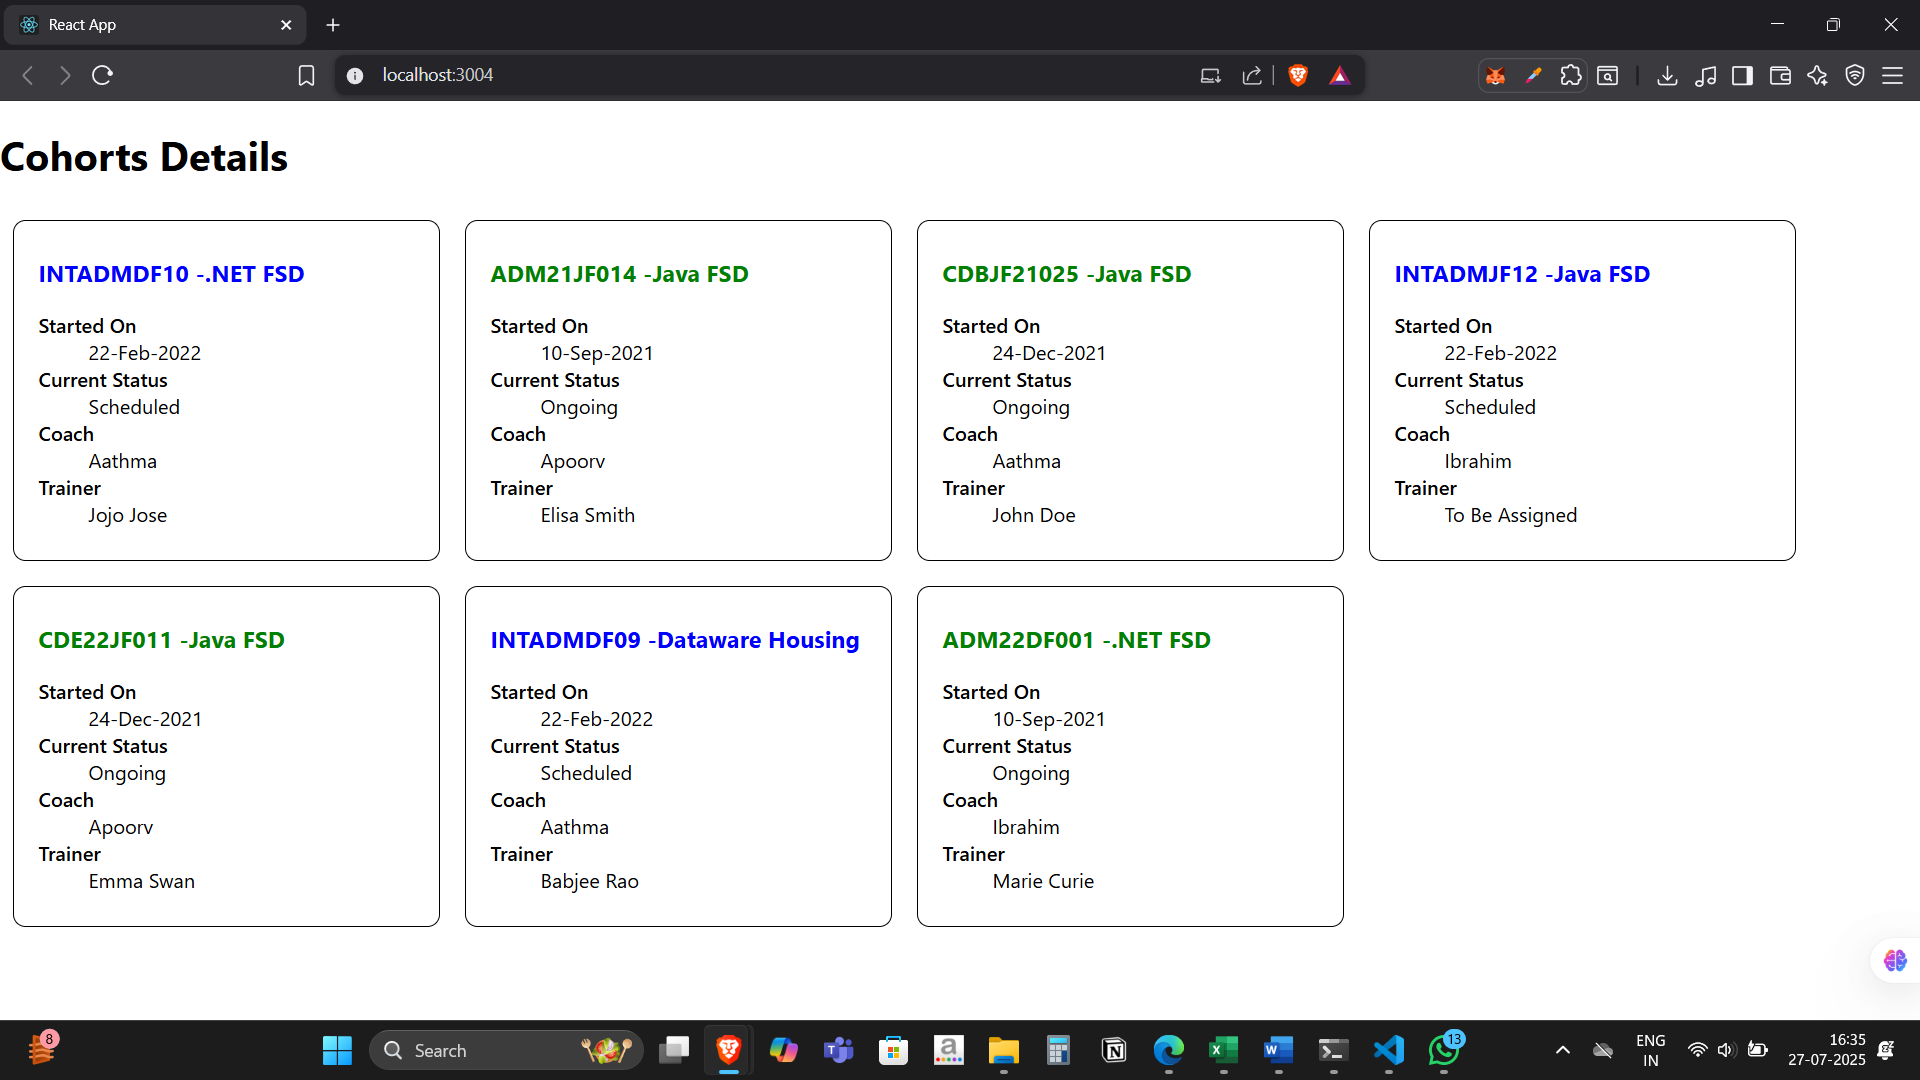 React App
localhost:3004
Cohorts Details
INTADMDF10 -.NET FSD
Started On
22-Feb-2022
Current Status
Scheduled
Coach
Aathma
Trainer
Jojo Jose
ADM21JF014 -Java FSD
Started On
10-Sep-2021
Current Status
Ongoing
Coach
Apoorv
Trainer
Elisa Smith
CDBJF21025 -Java FSD
Started On
24-Dec-2021
Current Status
Ongoing
Coach
Aathma
Trainer
John Doe
INTADMJF12 -Java FSD
Started On
22-Feb-2022
Current Status
Scheduled
Coach
Ibrahim
Trainer
To Be Assigned
CDE22JF011 -Java FSD
Started On
24-Dec-2021
Current Status
Ongoing
Coach
Apoorv
Trainer
Emma Swan
INTADMDF09 -Dataware Housing
Started On
22-Feb-2022
Current Status
Scheduled
Coach
Aathma
Trainer
Babjee Rao
ADM22DF001 -.NET FSD
Started On
10-Sep-2021
Current Status
Ongoing
Coach
Ibrahim
Trainer
Marie Curie
8
Search
13
ENG
IN
16:35
27-07-2025